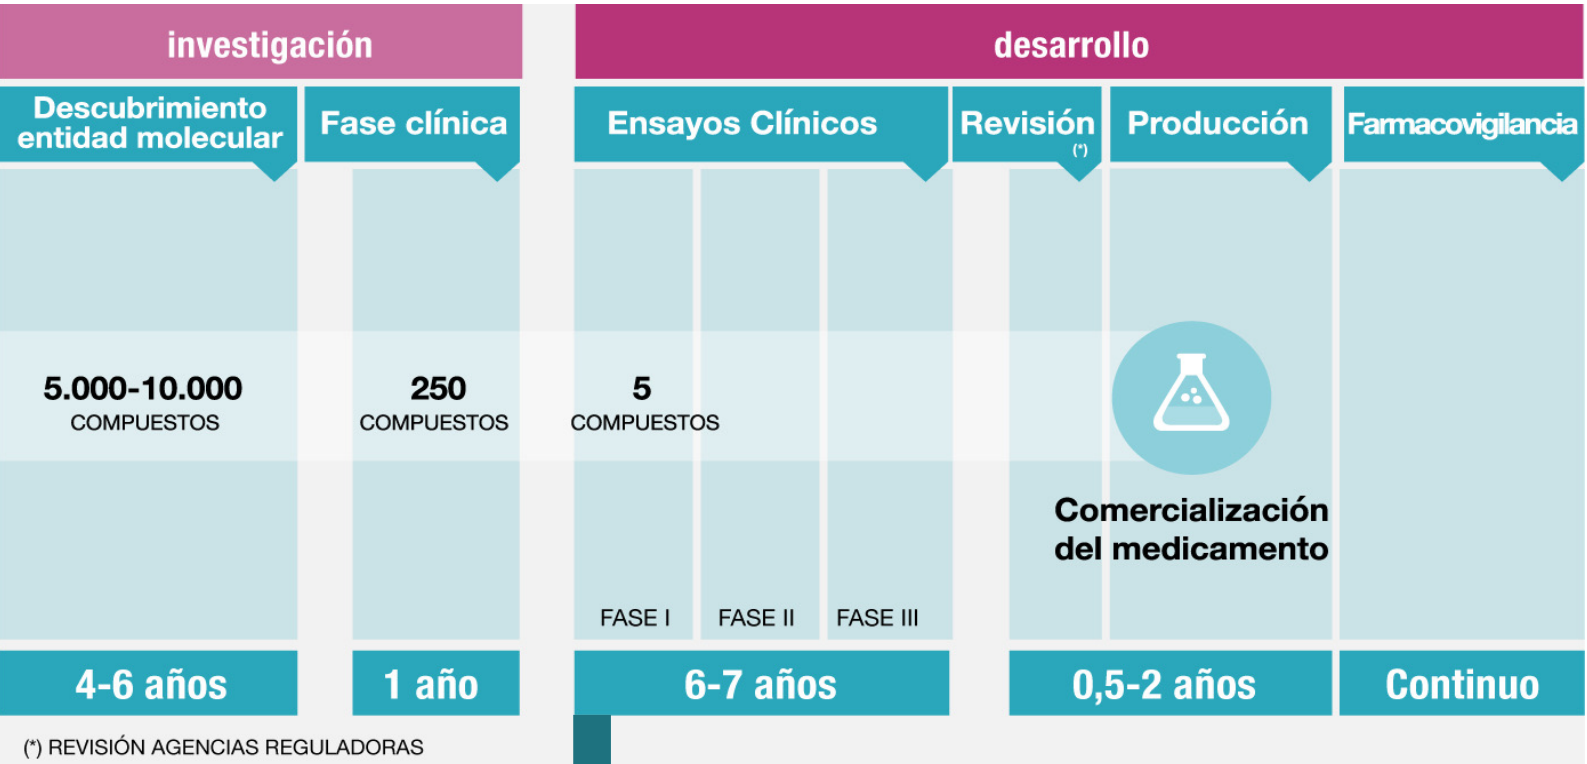 investigación
desarrollo
Descubrimiento
entidad molecular
Fase clínica
Ensayos Clínicos
Revisión
(*)
Producción
Farmacovigilancia
5.000-10.000
COMPUESTOS
250
COMPUESTOS
5
COMPUESTOS
Comercialización
del medicamento
FASE I
FASE II
FASE III
4-6 años
1 año
6-7 años
0,5-2 años
Continuo
(*) REVISIÓN AGENCIAS REGULADORAS